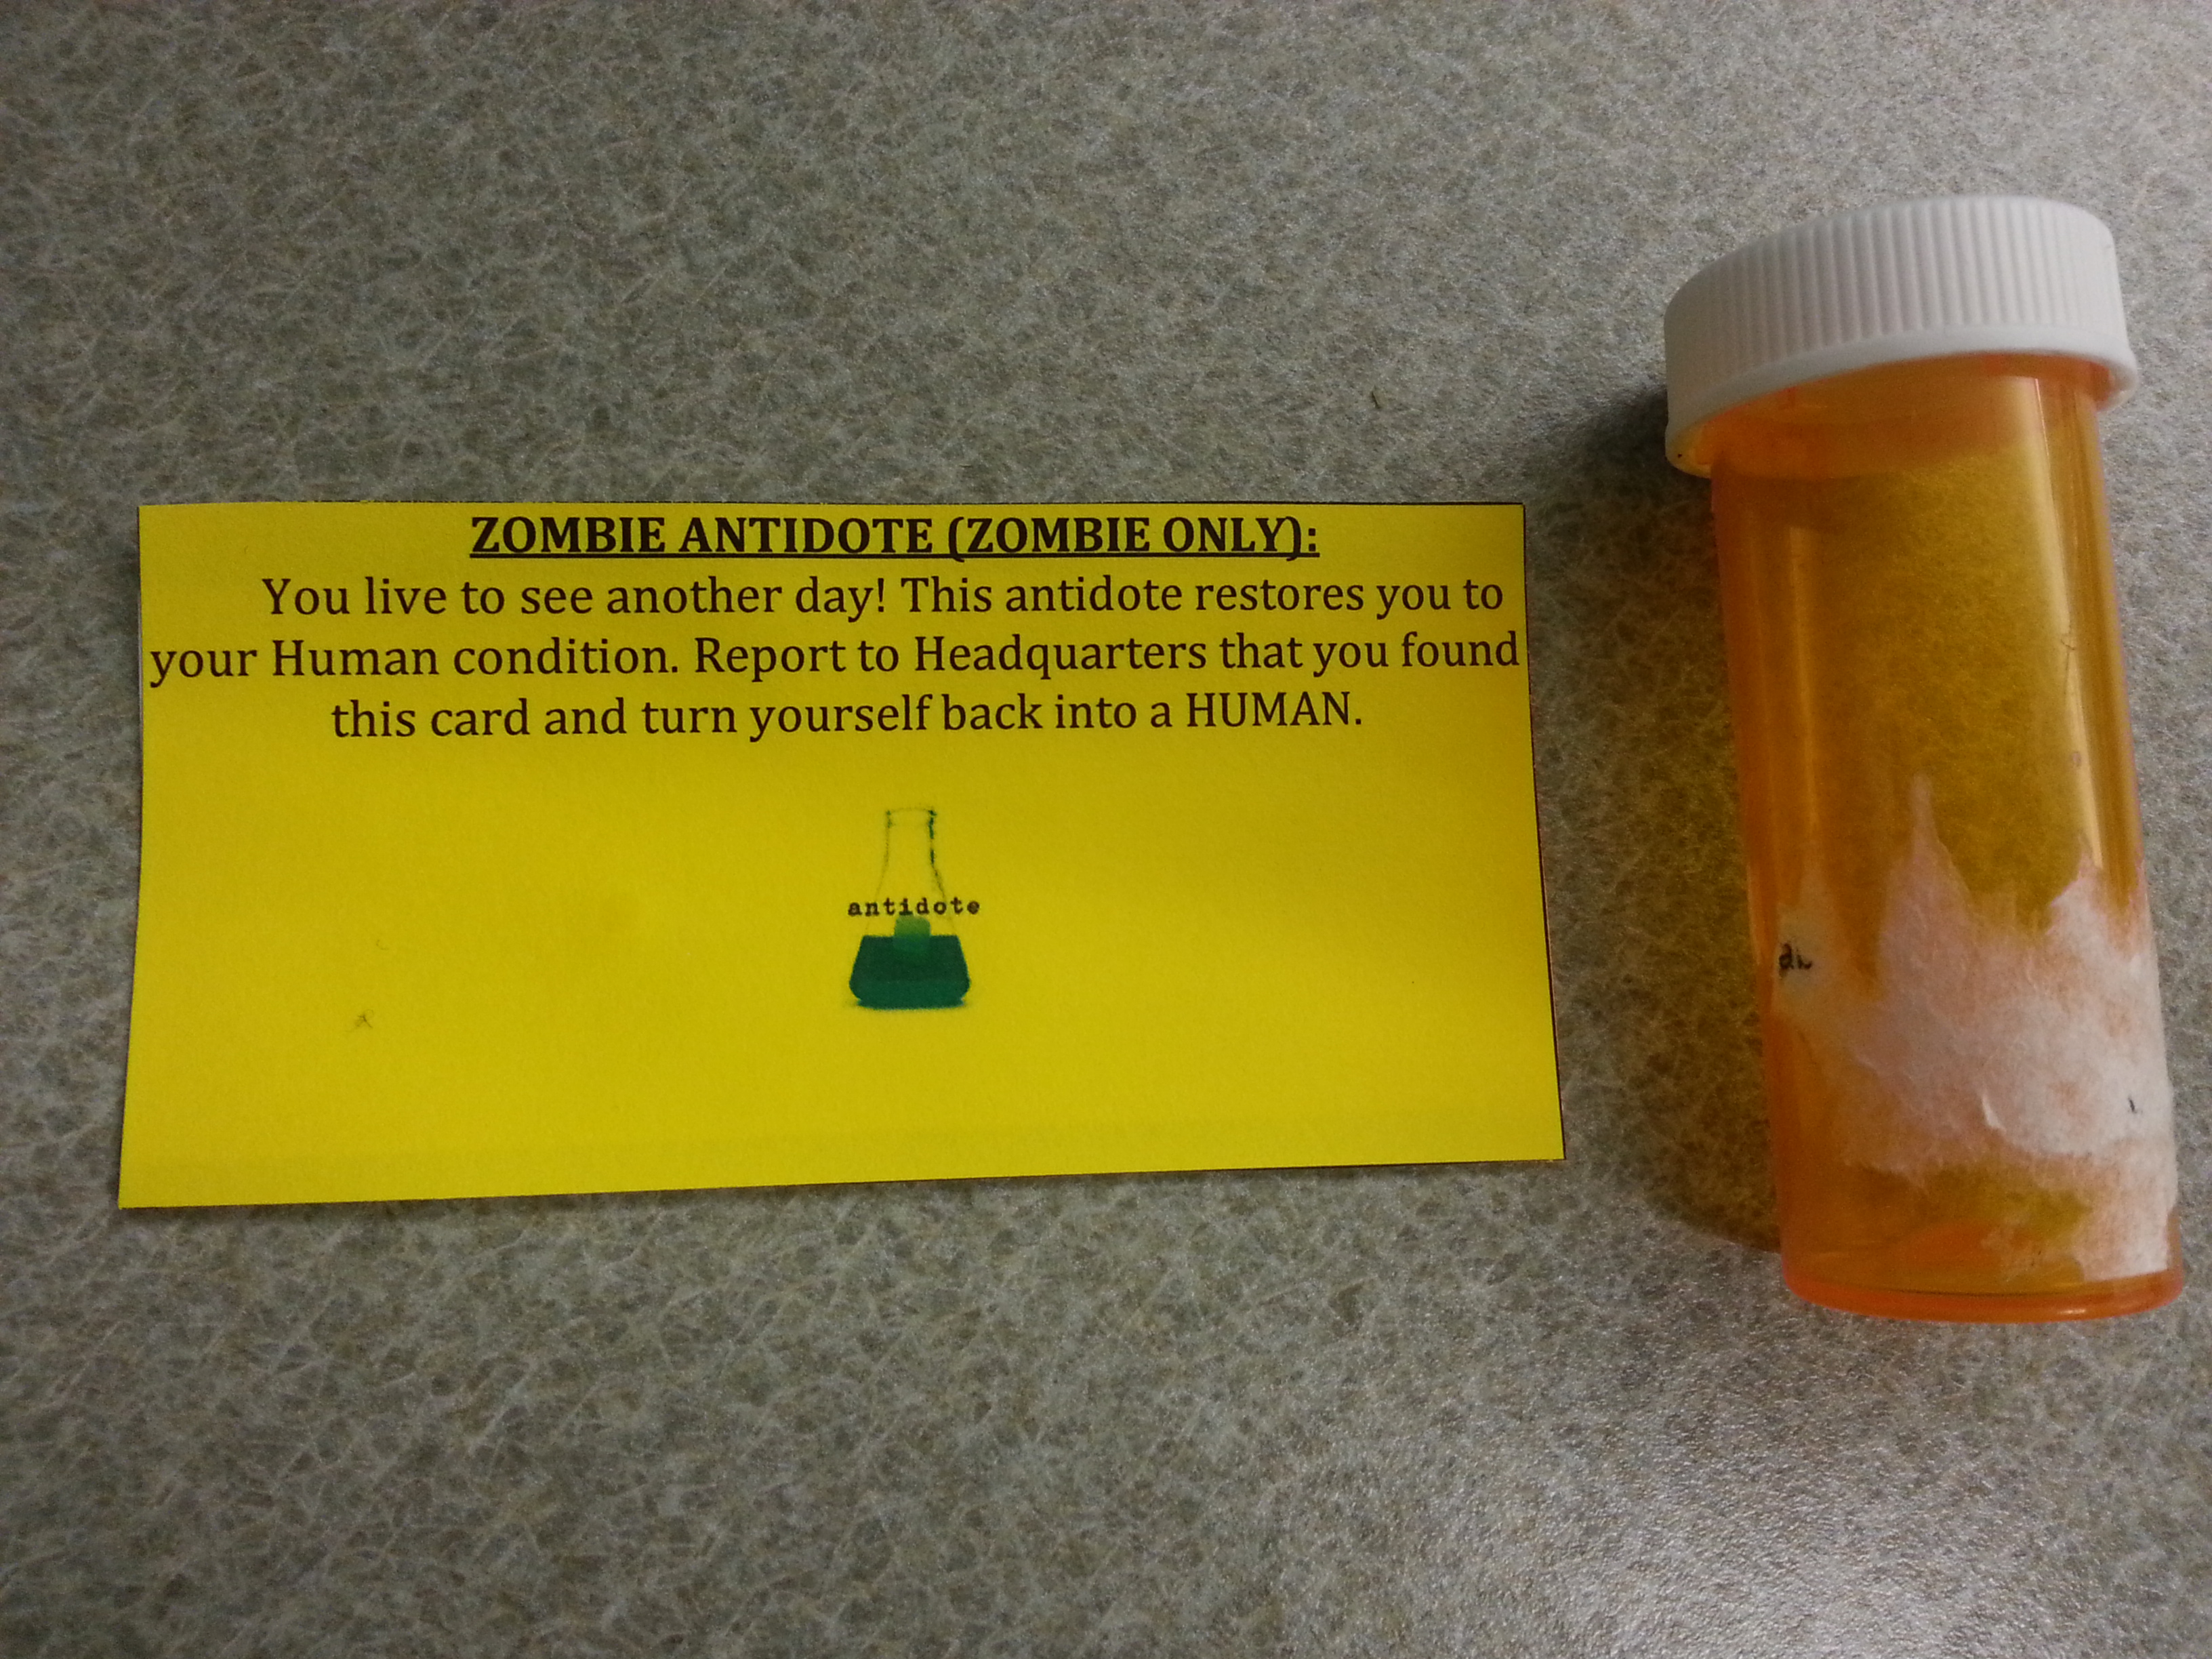 ZOMBIE ANTIDOTE (ZOMBIE ONLY):
You live to see another day! This antidote restores you to
your Human condition. Report to Headquarters that you found
this card and turn yourself back into a HUMAN.
antidote